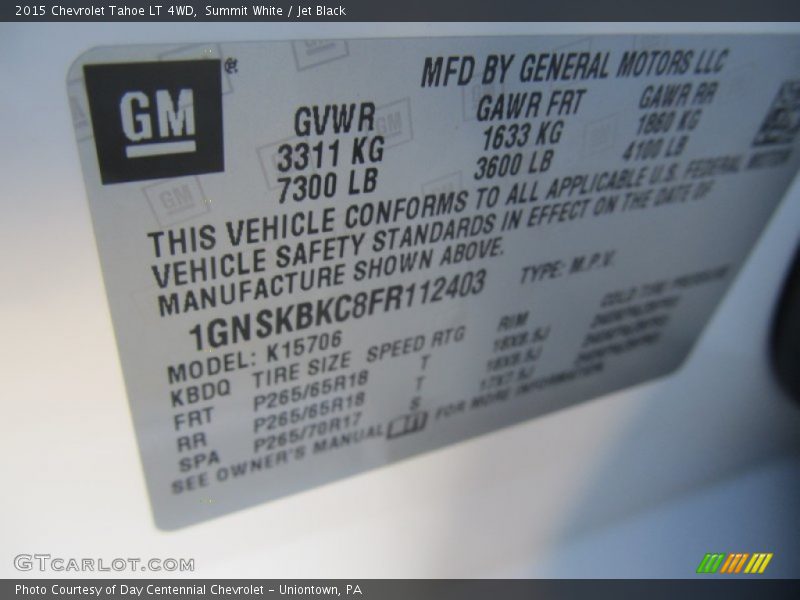 2015 Chevrolet Tahoe LT 4WD, Summit White / Jet Black
GM
MFD BY GENERAL MOTORS LLC
GVWR GAWR FRT GAWR RR
3311 KG 1633 KG 1860 KG
7300 LB 3600 LB 4100 LB
THIS VEHICLE CONFORMS TO ALL APPLICABLE U.S. FEDERAL MOTOR
VEHICLE SAFETY STANDARDS IN EFFECT ON THE DATE OF
MANUFACTURE SHOWN ABOVE.
1GNSKBKC8FR112403 TYPE: M.P.V.
MODEL: K15706
KBDQ TIRE SIZE SPEED RTG RIM COLD TIRE PRESSURE
FRT P265/65R18 T 18X8.5J
RR P265/65R18 T 18X8.5J
SPA P265/70R17 S 17X7.5J
SEE OWNER'S MANUAL FOR MORE INFORMATION
GTCARLOT.COM
Photo Courtesy of Day Centennial Chevrolet - Uniontown, PA